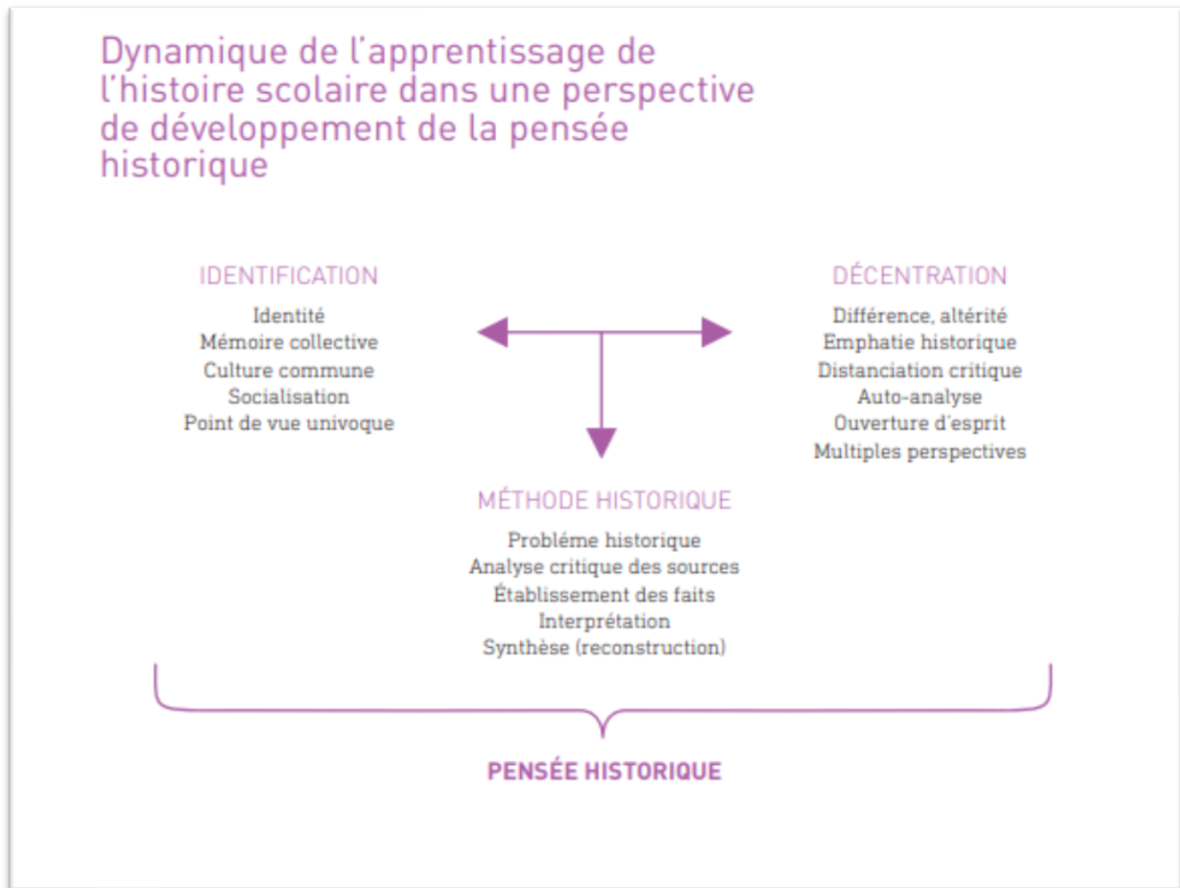 Dynamique de l'apprentissage de
l'histoire scolaire dans une perspective
de développement de la pensée
historique
IDENTIFICATION
Identité
Mémoire collective
Culture commune
Socialisation
Point de vue univoque
DÉCENTRATION
Différence, altérité
Emphatie historique
Distanciation critique
Auto-analyse
Ouverture d'esprit
Multiples perspectives
MÉTHODE HISTORIQUE
Probléme historique
Analyse critique des sources
Établissement des faits
Interprétation
Synthèse (reconstruction)
PENSÉE HISTORIQUE